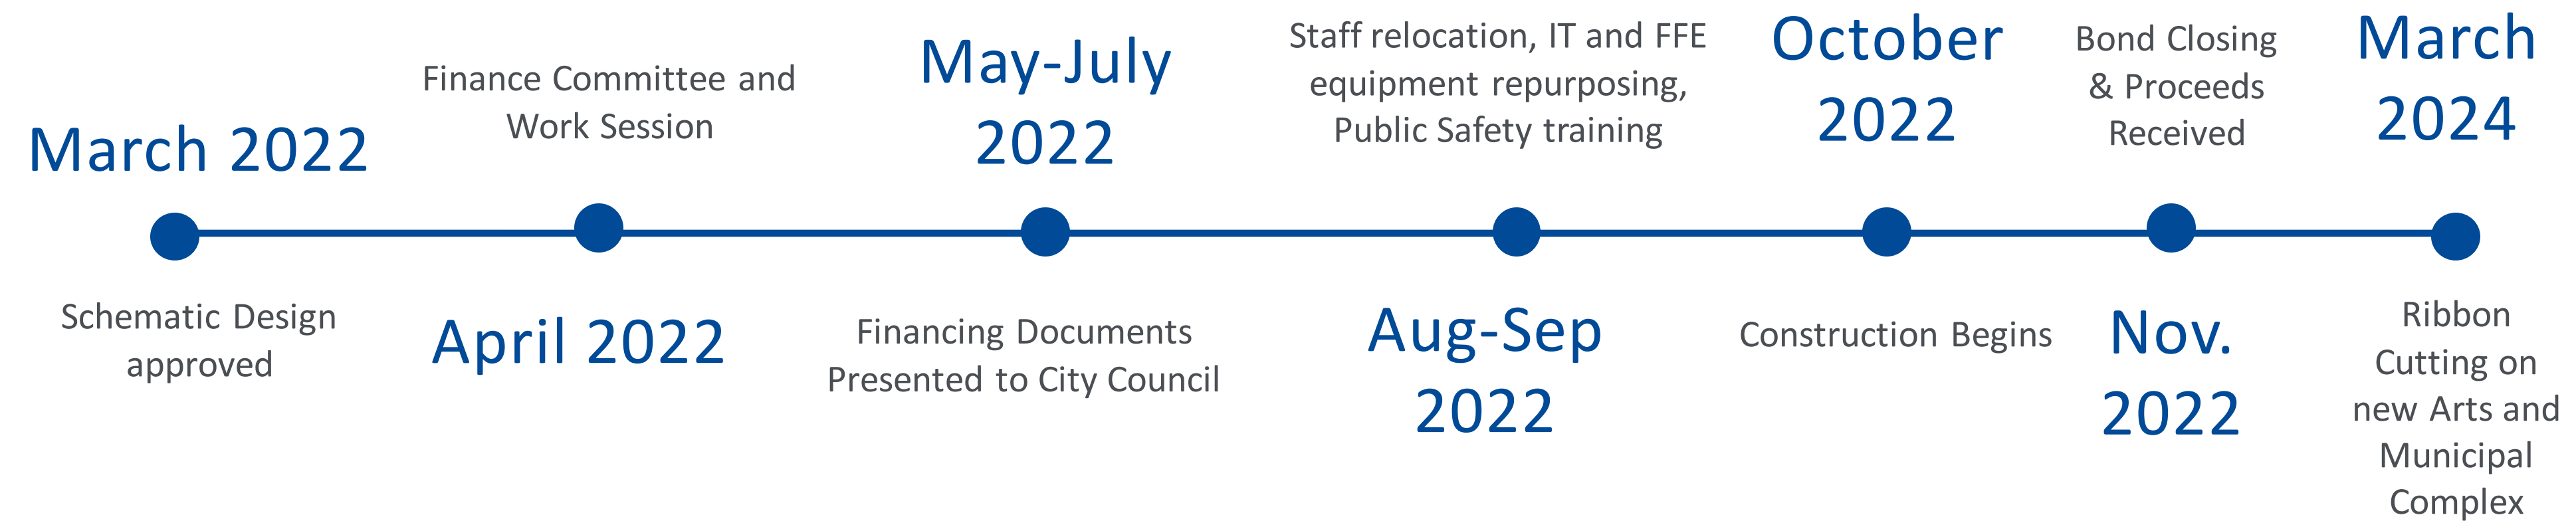 March 2022
Schematic Design
approved
Finance Committee and
Work Session
April 2022
May-July
2022
Financing Documents
Presented to City Council
Staff relocation, IT and FFE
equipment repurposing,
Public Safety training
Aug-Sep
2022
October
2022
Construction Begins
Bond Closing
& Proceeds
Received
Nov.
2022
March
2024
Ribbon
Cutting on
new Arts and
Municipal
Complex